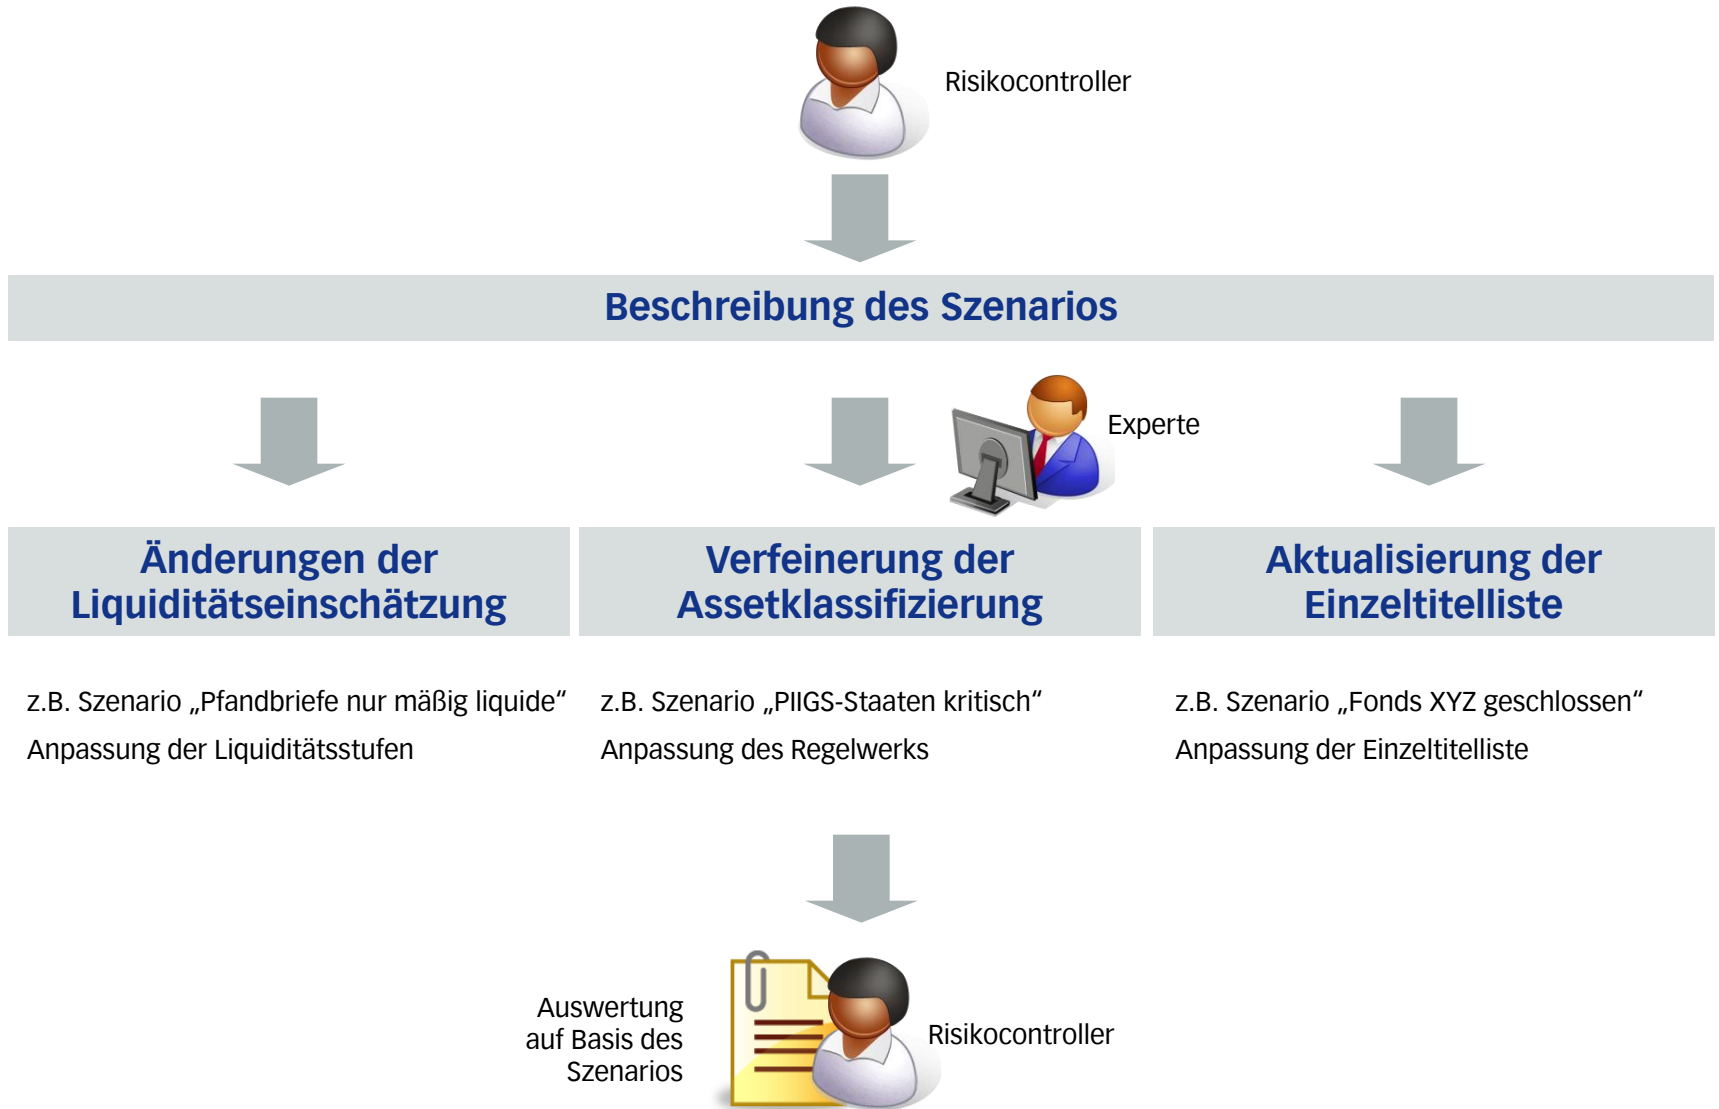 Risikocontroller
Beschreibung des Szenarios
Experte
Änderungen der
Liquiditätseinschätzung
z.B. Szenario „Pfandbriefe nur mäßig liquide“
Anpassung der Liquiditätsstufen
Verfeinerung der
Assetklassifizierung
z.B. Szenario „PIIGS-Staaten kritisch“
Anpassung des Regelwerks
Aktualisierung der
Einzeltitelliste
z.B. Szenario „Fonds XYZ geschlossen“
Anpassung der Einzeltitelliste
Auswertung
auf Basis des
Szenarios
Risikocontroller